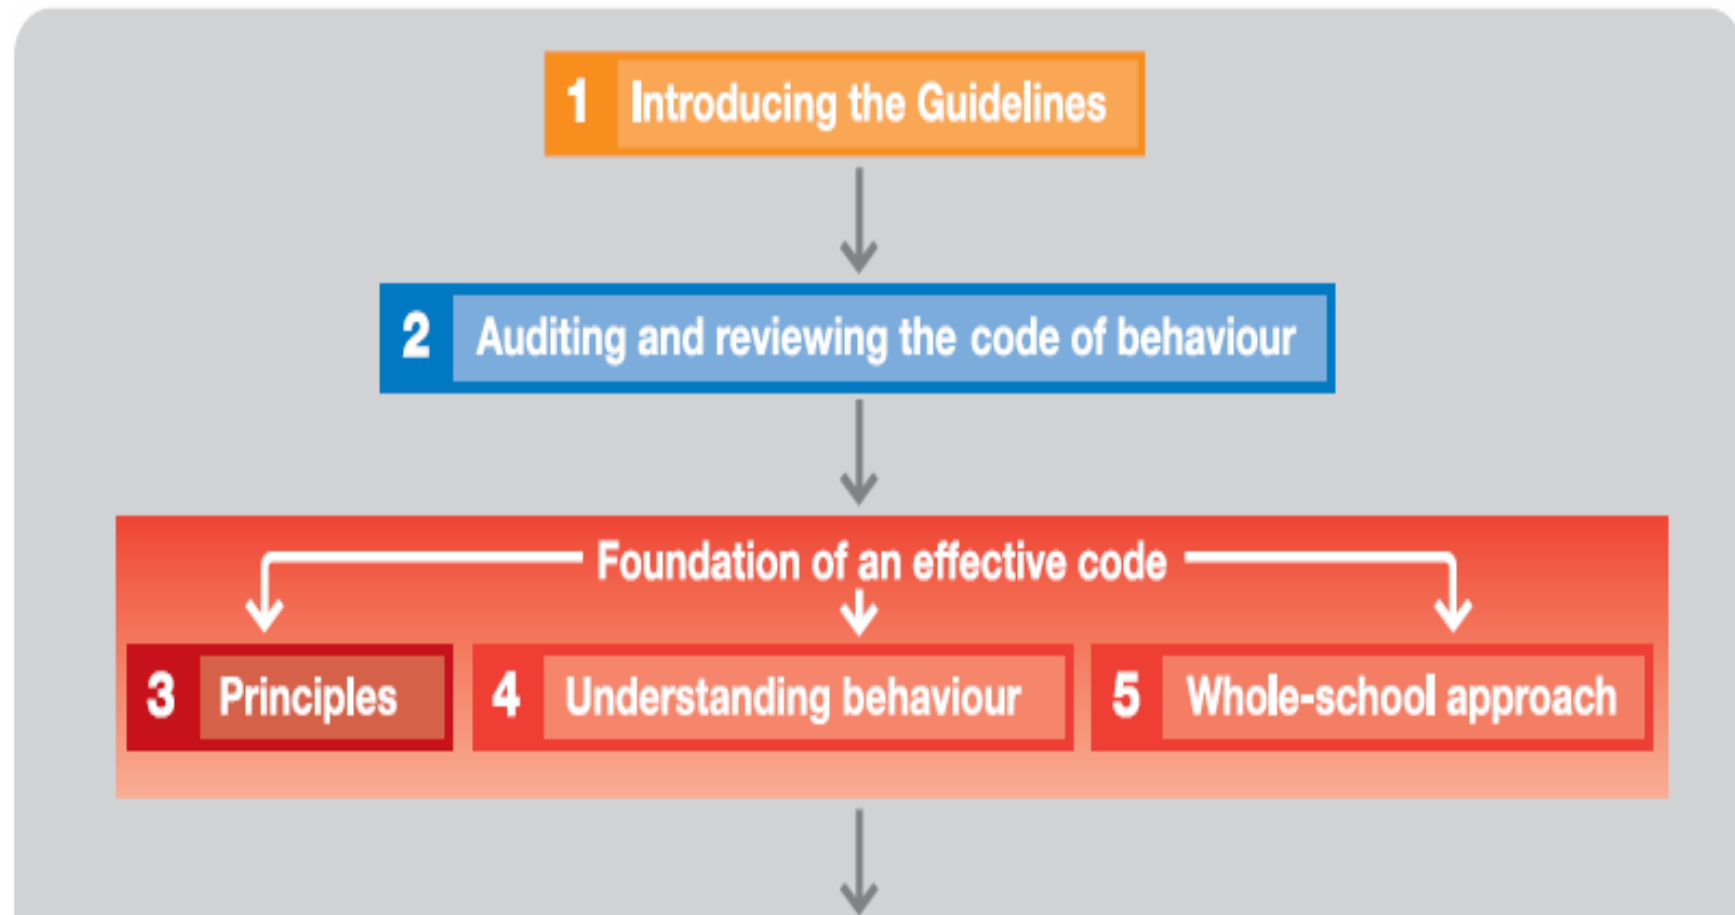 1 Introducing the Guidelines
2 Auditing and reviewing the code of behaviour
Foundation of an effective code
3 Principles
4 Understanding behaviour
5 Whole-school approach